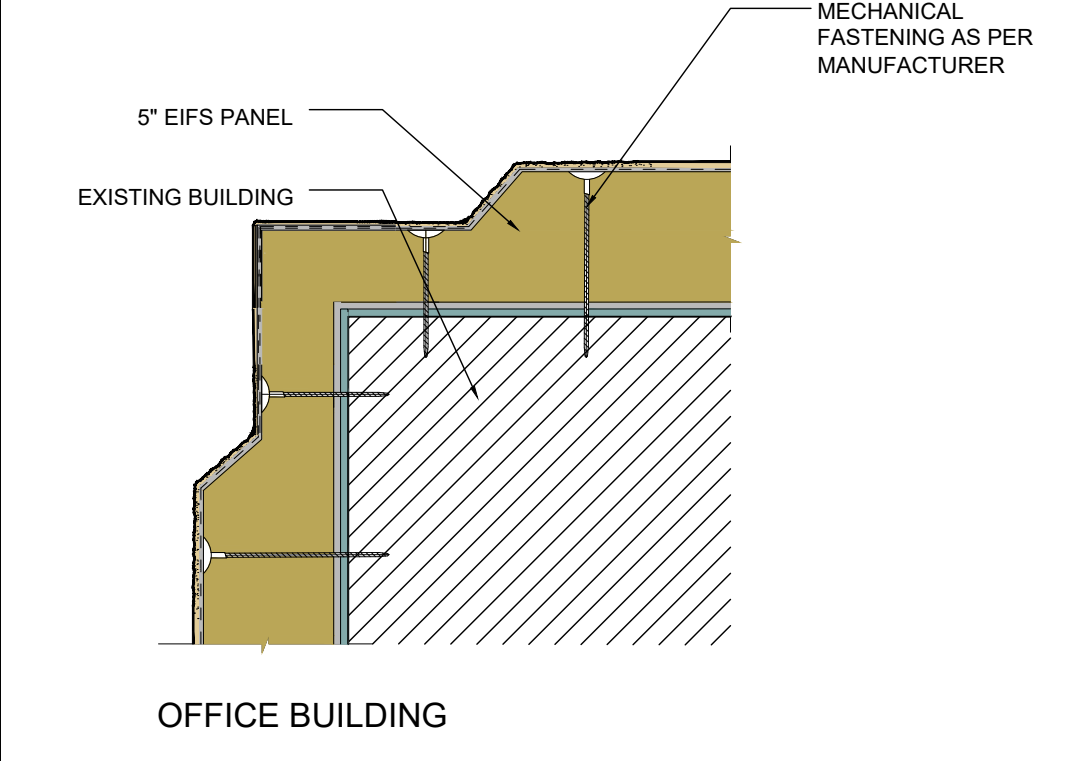 MECHANICAL
FASTENING AS PER
MANUFACTURER
5" EIFS PANEL
EXISTING BUILDING
OFFICE BUILDING